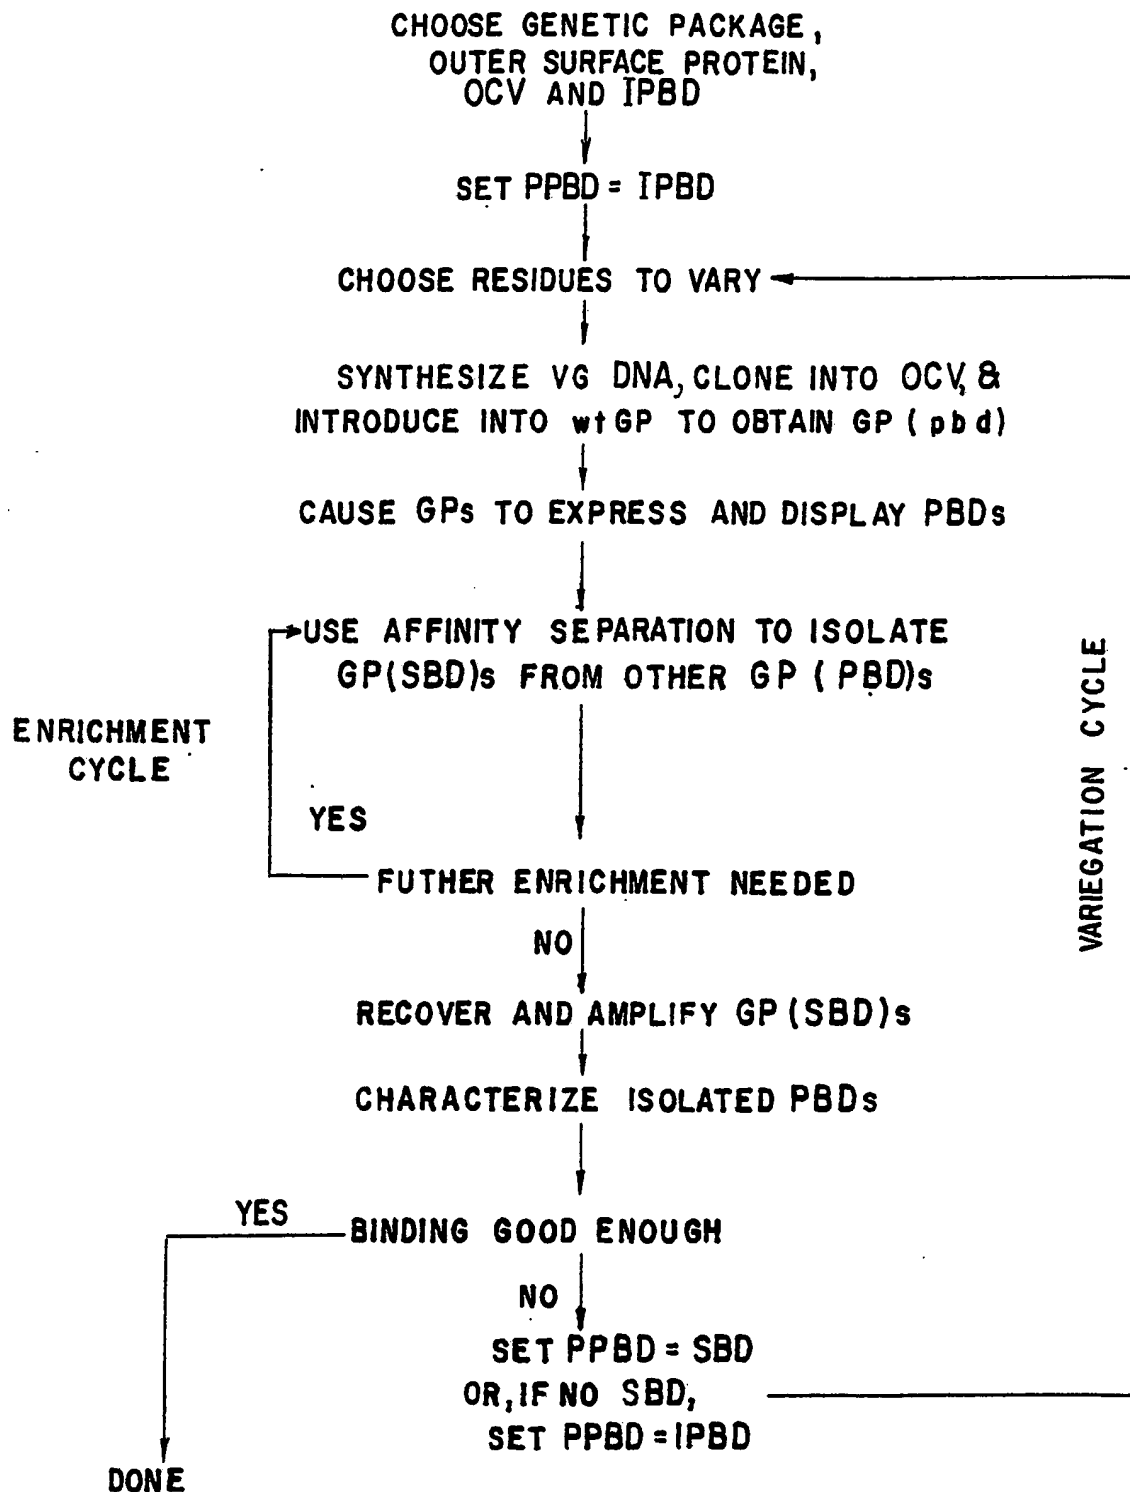 CHOOSE GENETIC PACKAGE,
OUTER SURFACE PROTEIN,
OCV AND IPBD
SET PPBD = IPBD
CHOOSE RESIDUES TO VARY
SYNTHESIZE VG DNA, CLONE INTO OCV, &
INTRODUCE INTO wtGP TO OBTAIN GP (pbd)
CAUSE GPs TO EXPRESS AND DISPLAY PBDs
USE AFFINITY SEPARATION TO ISOLATE
GP(SBD)s FROM OTHER GP (PBD)s
ENRICHMENT
CYCLE
VARIEGATION CYCLE
YES
FUTHER ENRICHMENT NEEDED
NO
RECOVER AND AMPLIFY GP (SBD)s
CHARACTERIZE ISOLATED PBDs
YES
BINDING GOOD ENOUGH
NO
SET PPBD = SBD
OR, IF NO SBD,
SET PPBD = IPBD
DONE